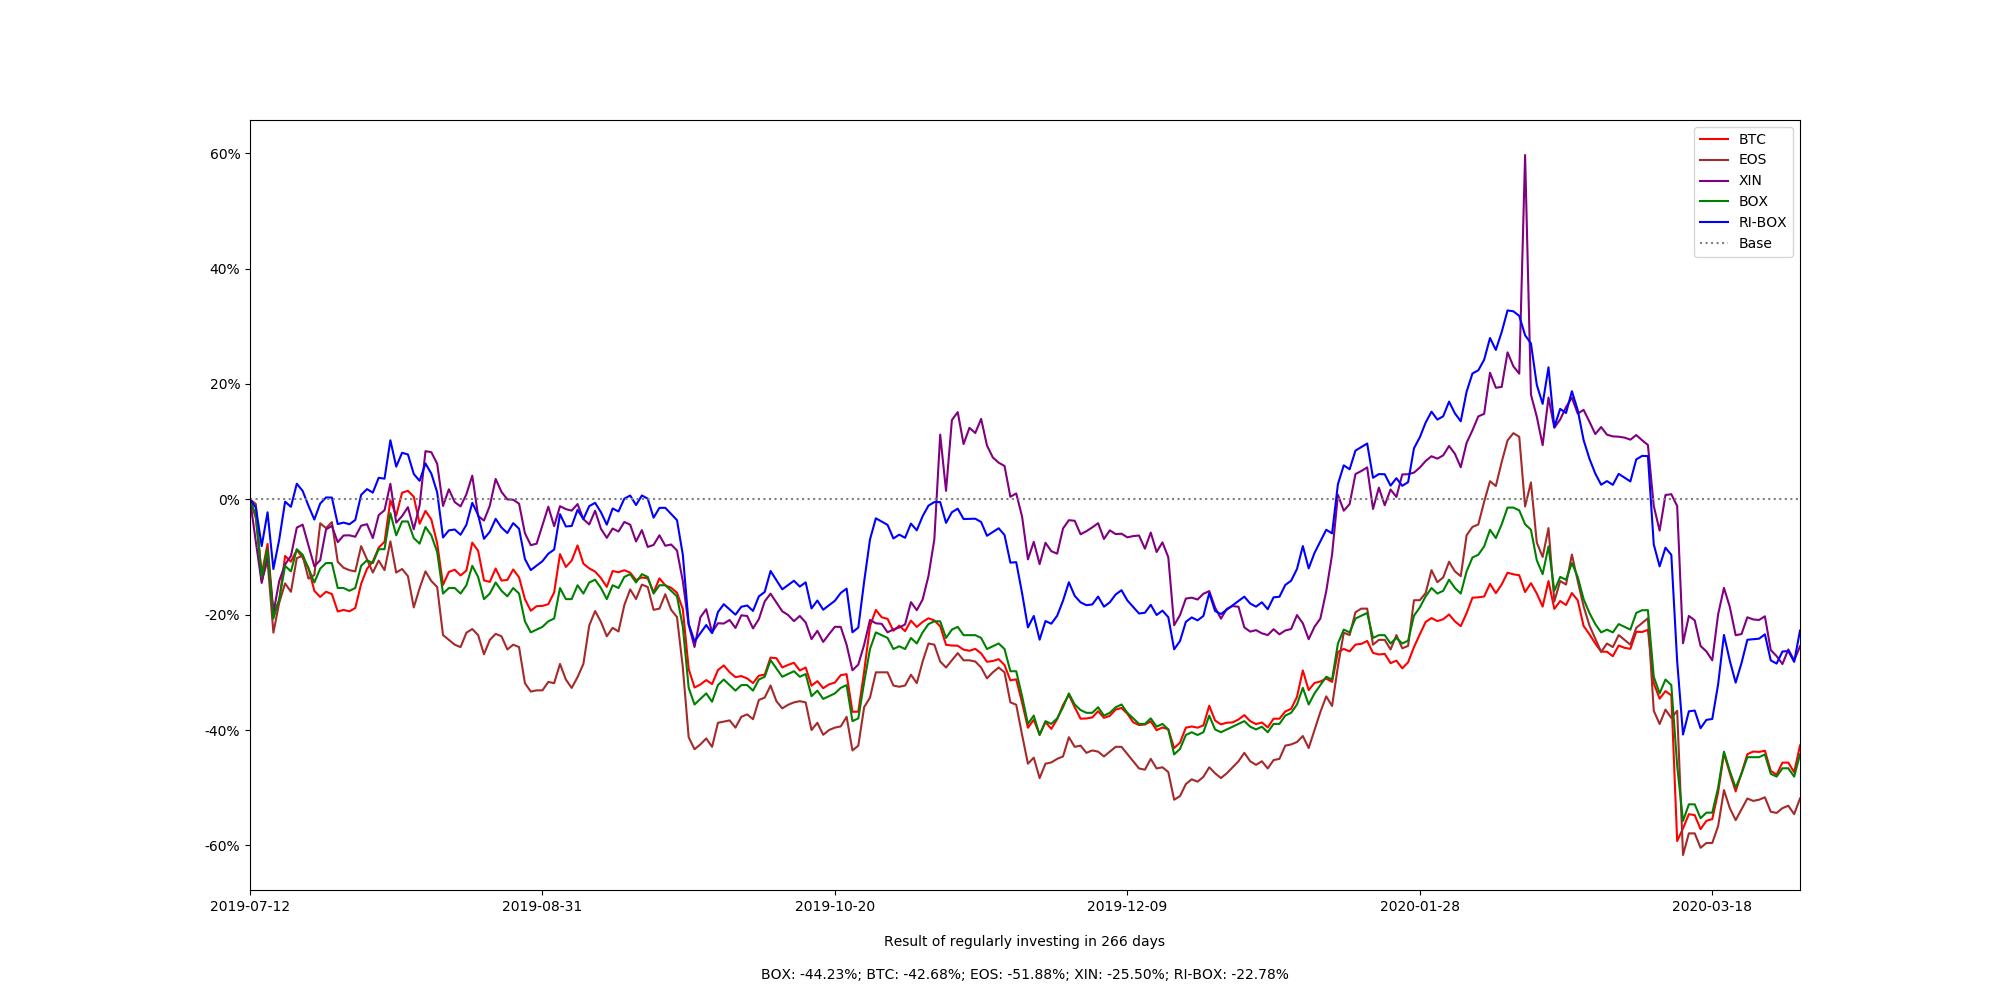 60%
40%
20%
0%
-20%
-40%
-60%
BTC
EOS
XIN
BOX
RI-BOX
Base
2019-07-12
2019-08-31
2019-10-20
2019-12-09
2020-01-28
2020-03-18
Result of regularly investing in 266 days
BOX: -44.23%; BTC: -42.68%; EOS: -51.88%; XIN: -25.50%; RI-BOX: -22.78%